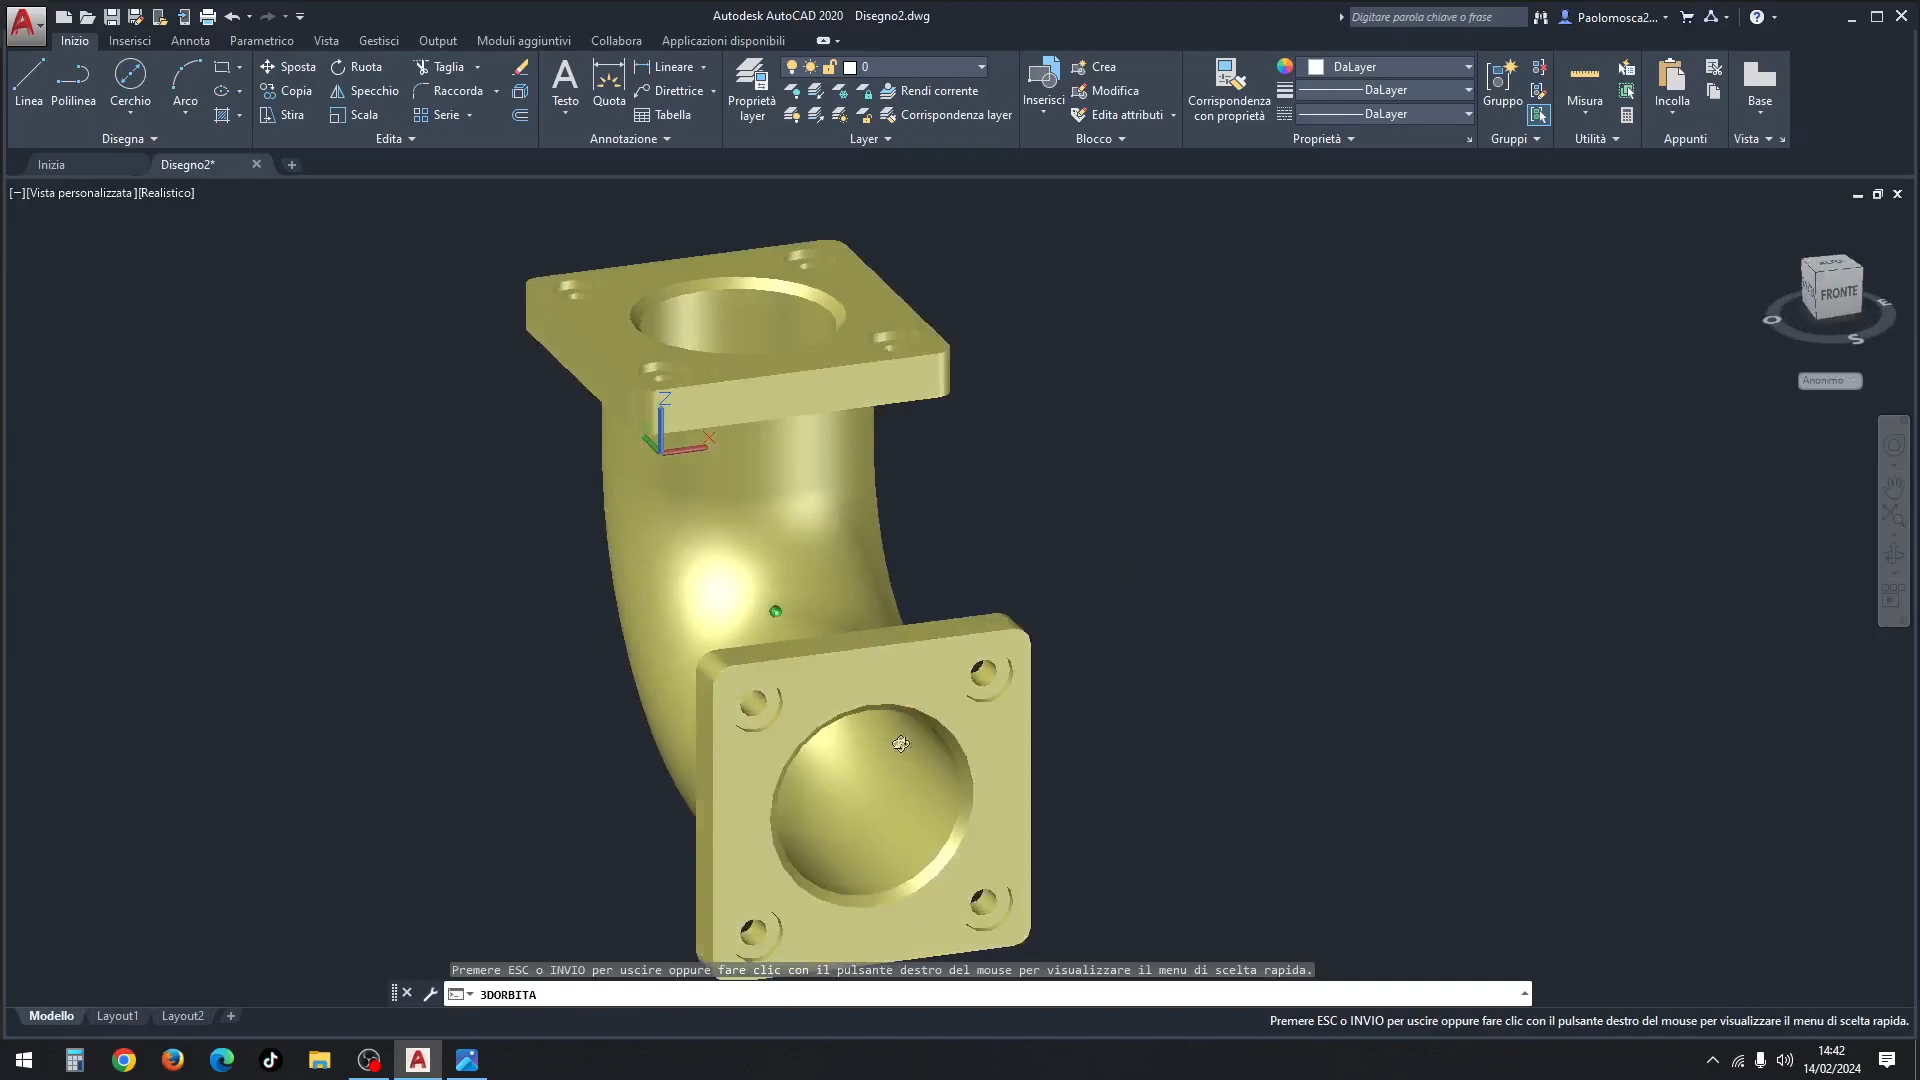 Autodesk AutoCAD 2020 Disegno2.dwg
Digitare parola chiave o frase
Paolomosca2...
Inizio Inserisci Annota Parametrico Vista Gestisci Output Moduli aggiuntivi Collabora Applicazioni disponibili
Linea Polilinea Cerchio Arco
Sposta Ruota Taglia
Copia Specchio Raccorda
Stira Scala Serie
Testo Quota
Lineare
Direttrice
Tabella
Proprietà layer
0
Rendi corrente
Corrispondenza layer
Inserisci
Crea
Modifica
Edita attributi
Corrispondenza con proprietà
DaLayer
DaLayer
DaLayer
Gruppo
Misura
Incolla
Base
Disegna Edita Annotazione Layer Blocco Proprietà Gruppi Utilità Appunti Vista
Inizia Disegno2*
[−][Vista personalizzata][Realistico]
FRONTE
O S E
Anonimo
Z
X
Premere ESC o INVIO per uscire oppure fare clic con il pulsante destro del mouse per visualizzare il menu di scelta rapida.
3DORBITA
Modello Layout1 Layout2
Premere ESC o INVIO per uscire oppure fare clic con il pulsante destro del mouse per visualizzare il menu di scelta rapida.
14:42
14/02/2024